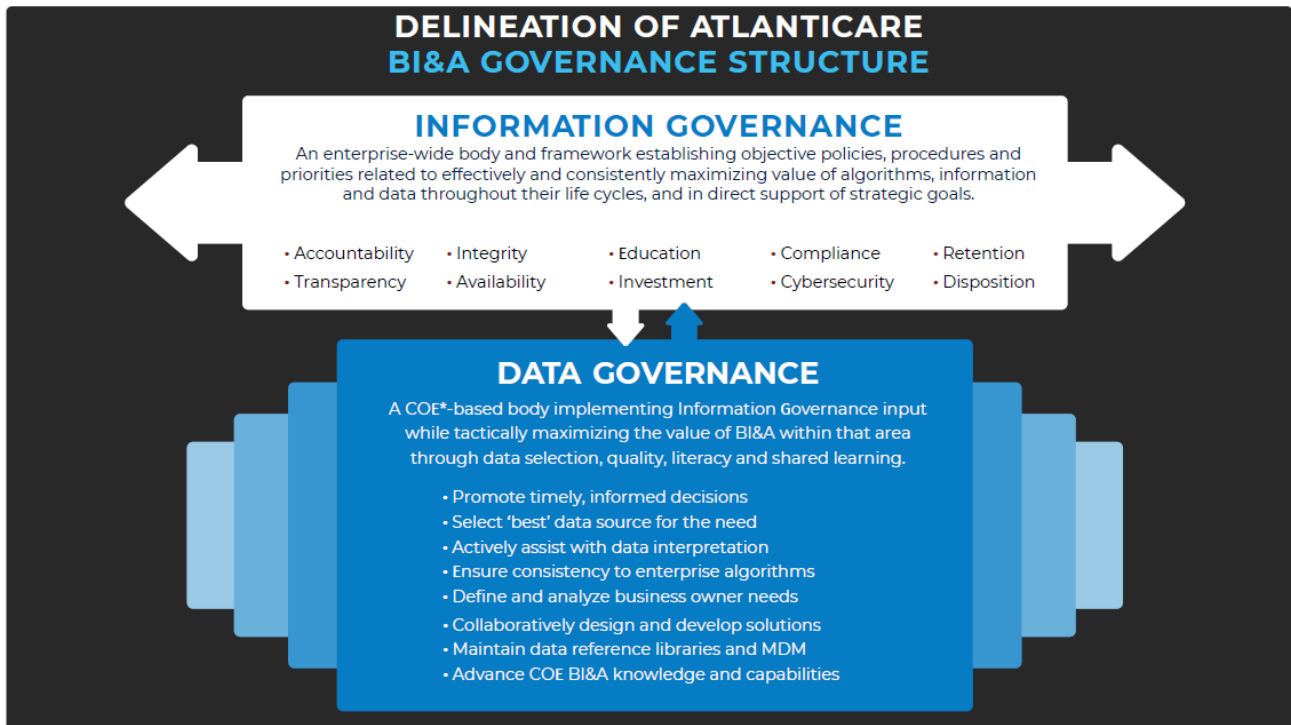 DELINEATION OF ATLANTICARE
BI&A GOVERNANCE STRUCTURE
INFORMATION GOVERNANCE
An enterprise-wide body and framework establishing objective policies, procedures and
priorities related to effectively and consistently maximizing value of algorithms, information
and data throughout their life cycles, and in direct support of strategic goals.
• Accountability • Integrity • Education • Compliance • Retention
• Transparency • Availability • Investment • Cybersecurity • Disposition
DATA GOVERNANCE
A COE*-based body implementing Information Governance input
while tactically maximizing the value of BI&A within that area
through data selection, quality, literacy and shared learning.
• Promote timely, informed decisions
• Select ‘best’ data source for the need
• Actively assist with data interpretation
• Ensure consistency to enterprise algorithms
• Define and analyze business owner needs
• Collaboratively design and develop solutions
• Maintain data reference libraries and MDM
• Advance COE BI&A knowledge and capabilities